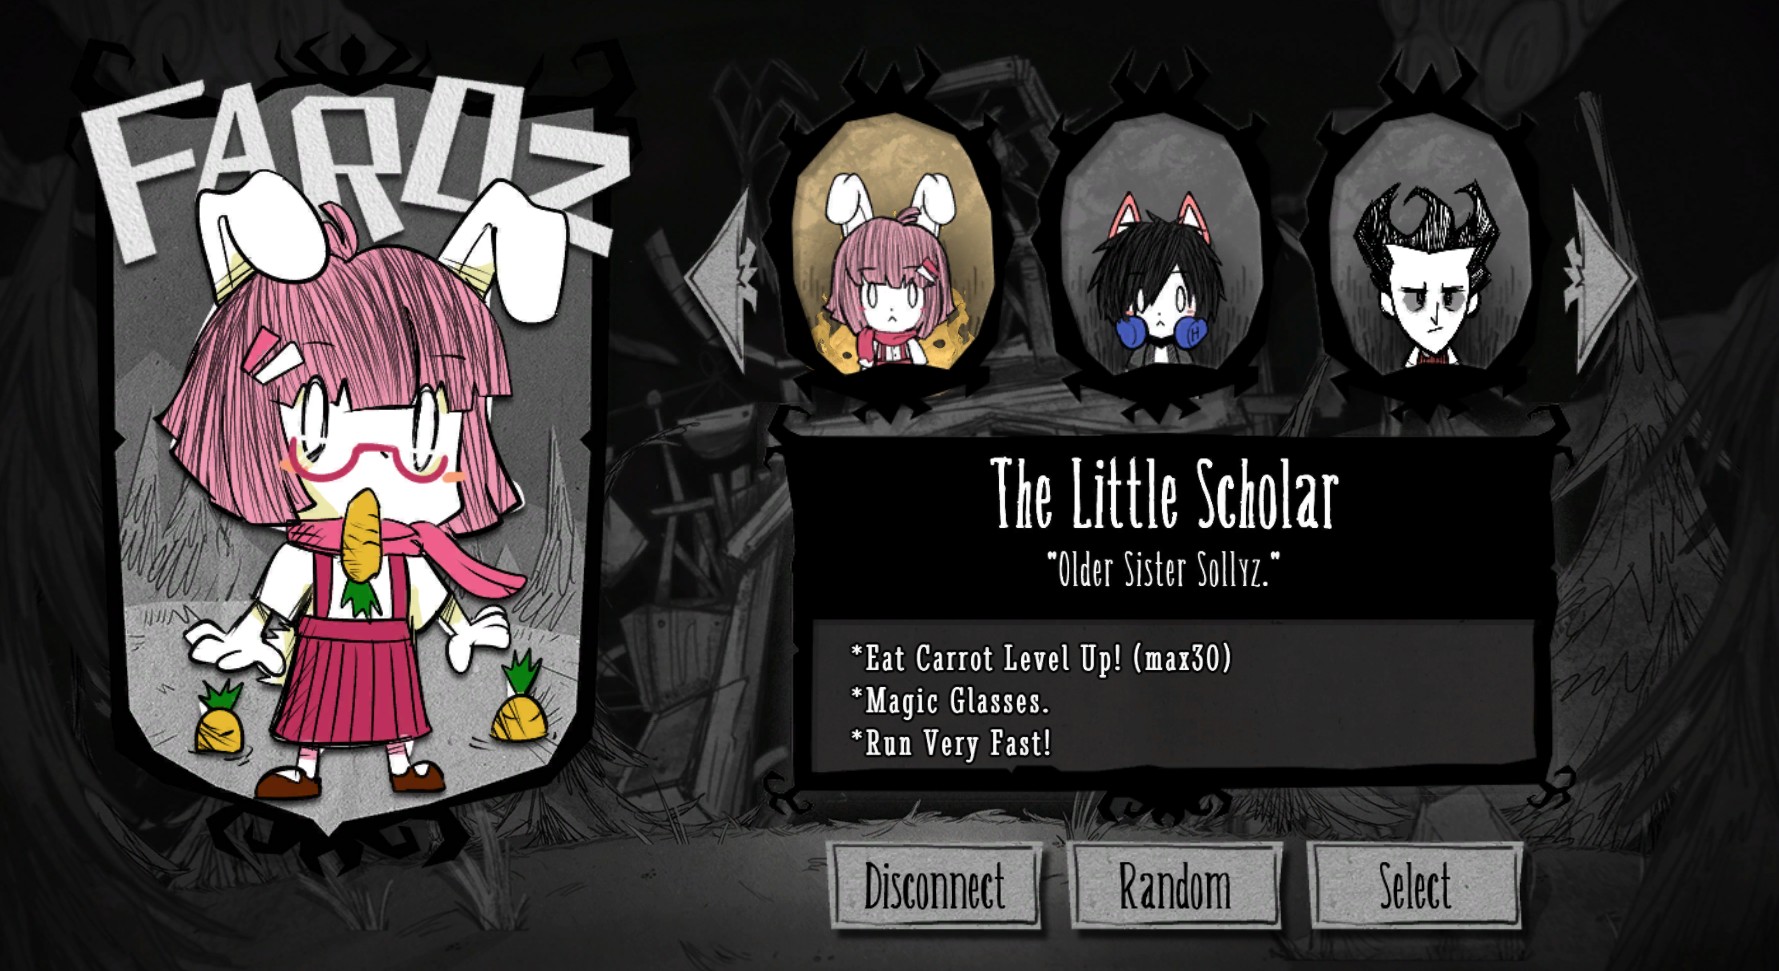 FAROZ
The Little Scholar
"Older Sister Sollyz."
*Eat Carrot Level Up! (max30)
*Magic Glasses.
*Run Very Fast!
H
Disconnect
Random
Select